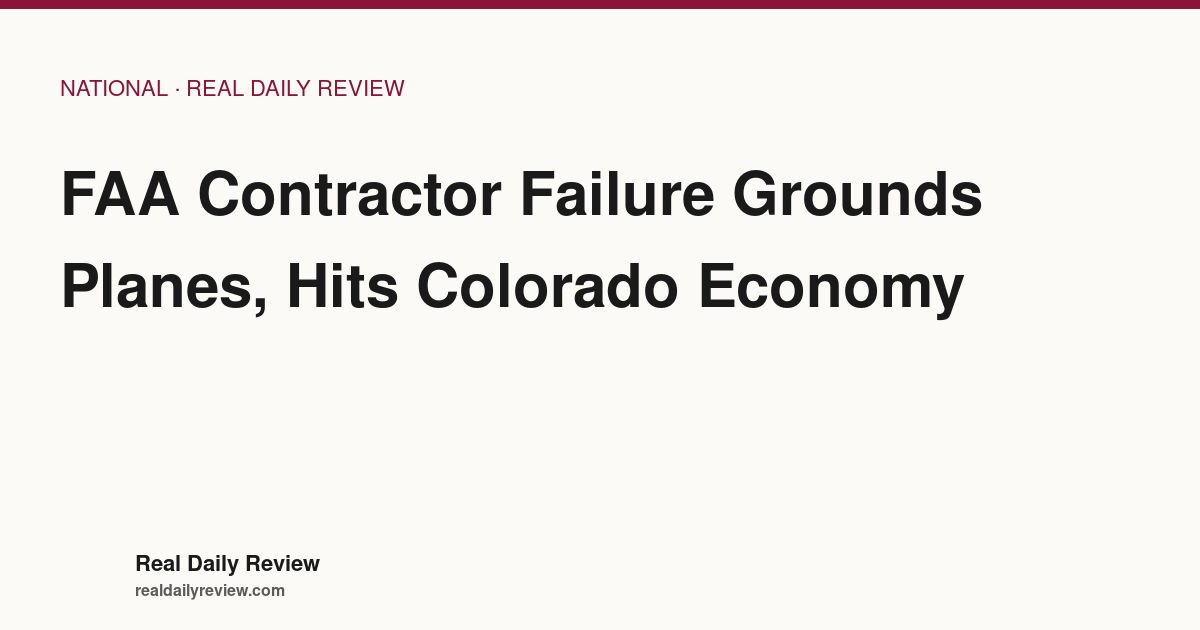 NATIONAL · REAL DAILY REVIEW
FAA Contractor Failure Grounds
Planes, Hits Colorado Economy
Real Daily Review
realdailyreview.com